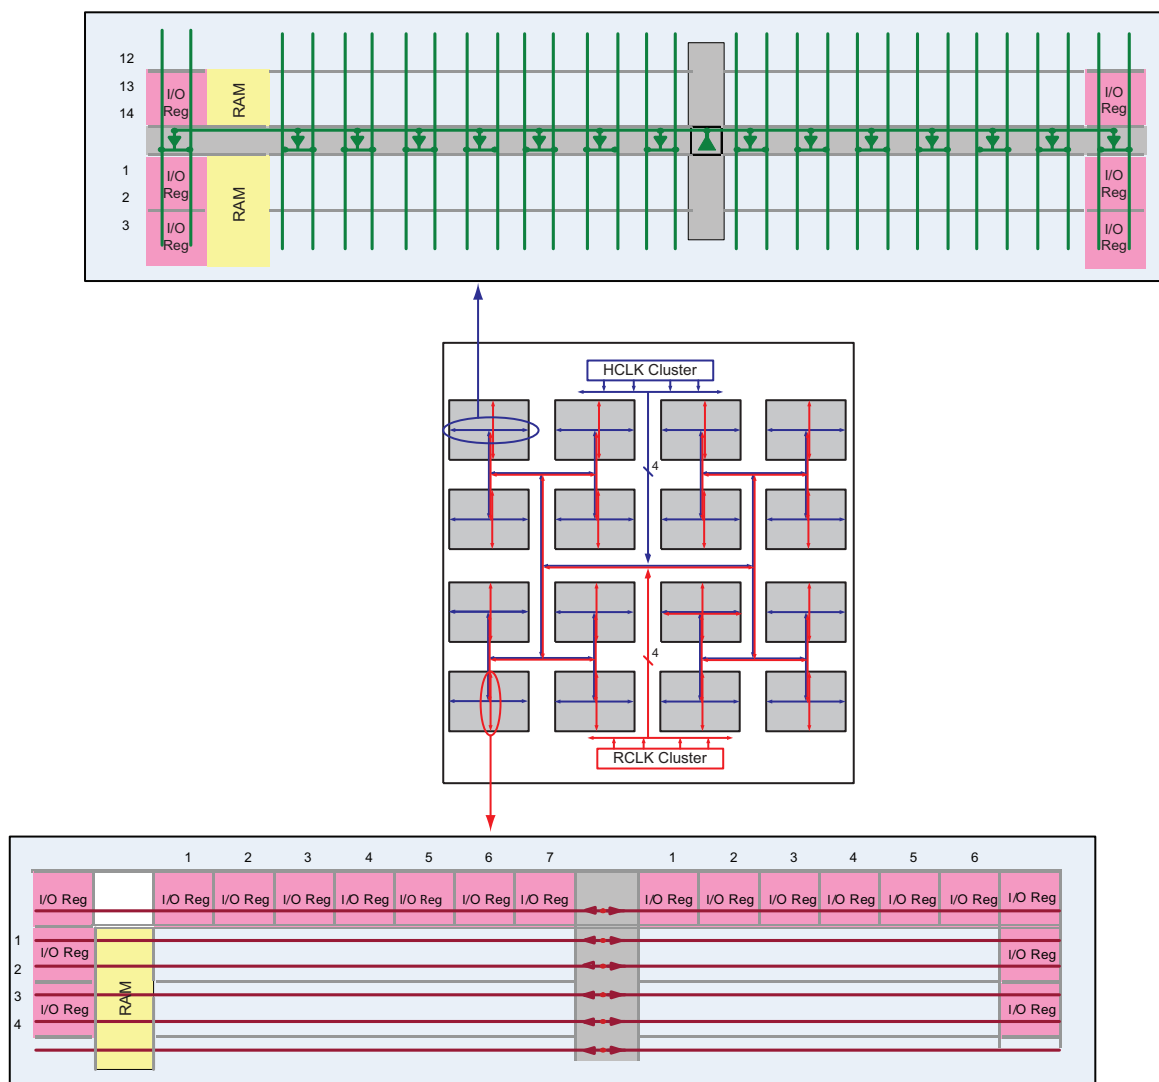 12
13
14
I/O
Reg
RAM
I/O
Reg
1
2
3
I/O
Reg
I/O
Reg
RAM
I/O
Reg
I/O
Reg
HCLK Cluster
4
4
RCLK Cluster
1 2 3 4 5 6 7 1 2 3 4 5 6
I/O Reg I/O Reg I/O Reg I/O Reg I/O Reg I/O Reg I/O Reg I/O Reg I/O Reg I/O Reg I/O Reg I/O Reg I/O Reg I/O Reg I/O Reg
1
I/O Reg I/O Reg
2
RAM
3
I/O Reg I/O Reg
4